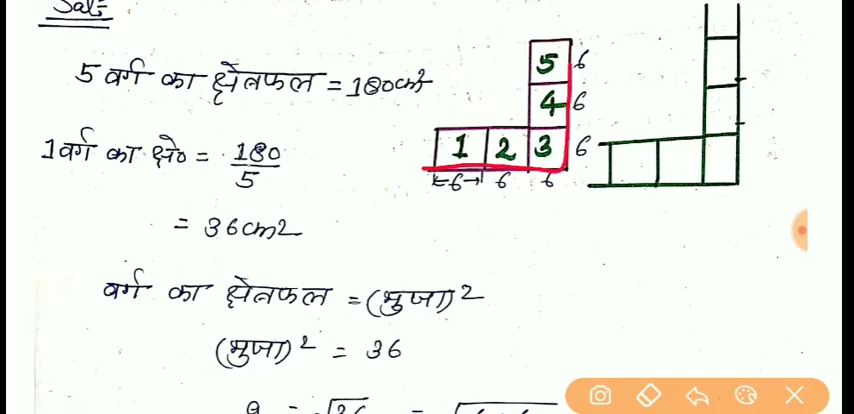 Sol:-
5 वर्ग का क्षेत्रफल = 180cm²
1 वर्ग का क्षे० = 180/5
= 36cm²
वर्ग का क्षेत्रफल = (भुजा)²
(भुजा)² = 36
5 6
4 6
1 2 3 6
←6→ 6 6